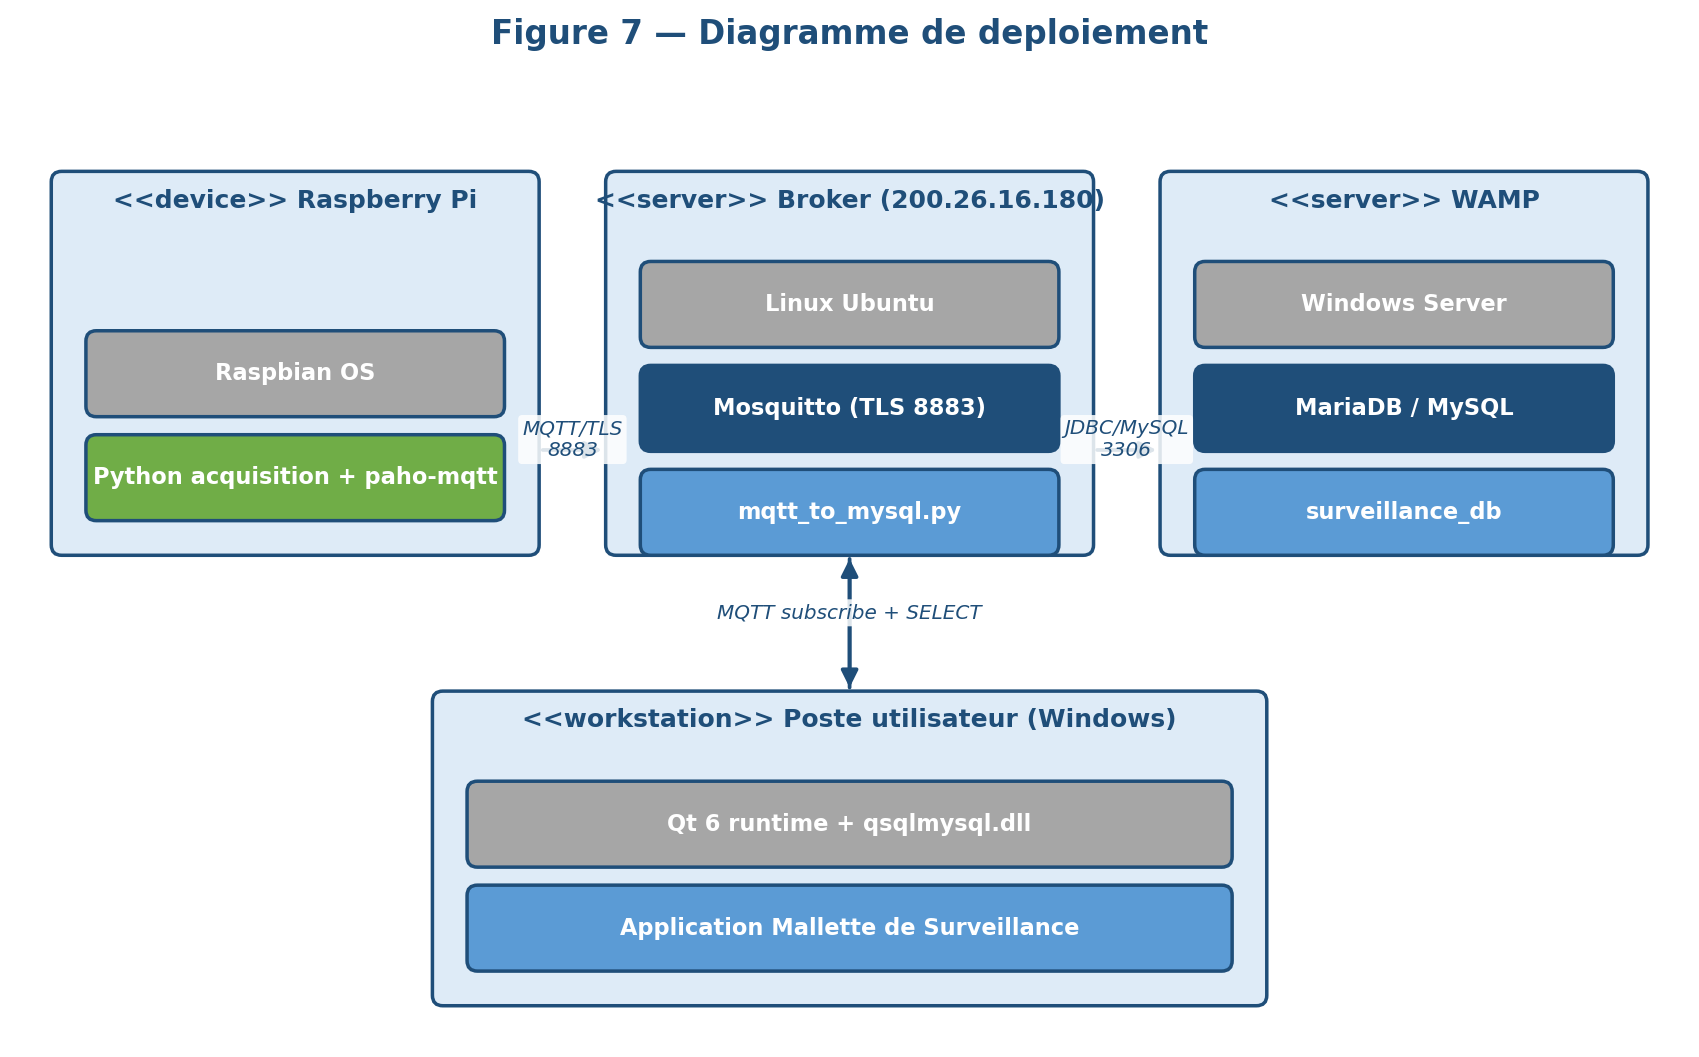 Figure 7 — Diagramme de deploiement
<<device>> Raspberry Pi
Raspbian OS
Python acquisition + paho-mqtt
MQTT/TLS
8883
<<server>> Broker (200.26.16.180)
Linux Ubuntu
Mosquitto (TLS 8883)
mqtt_to_mysql.py
JDBC/MySQL
3306
<<server>> WAMP
Windows Server
MariaDB / MySQL
surveillance_db
MQTT subscribe + SELECT
<<workstation>> Poste utilisateur (Windows)
Qt 6 runtime + qsqlmysql.dll
Application Mallette de Surveillance